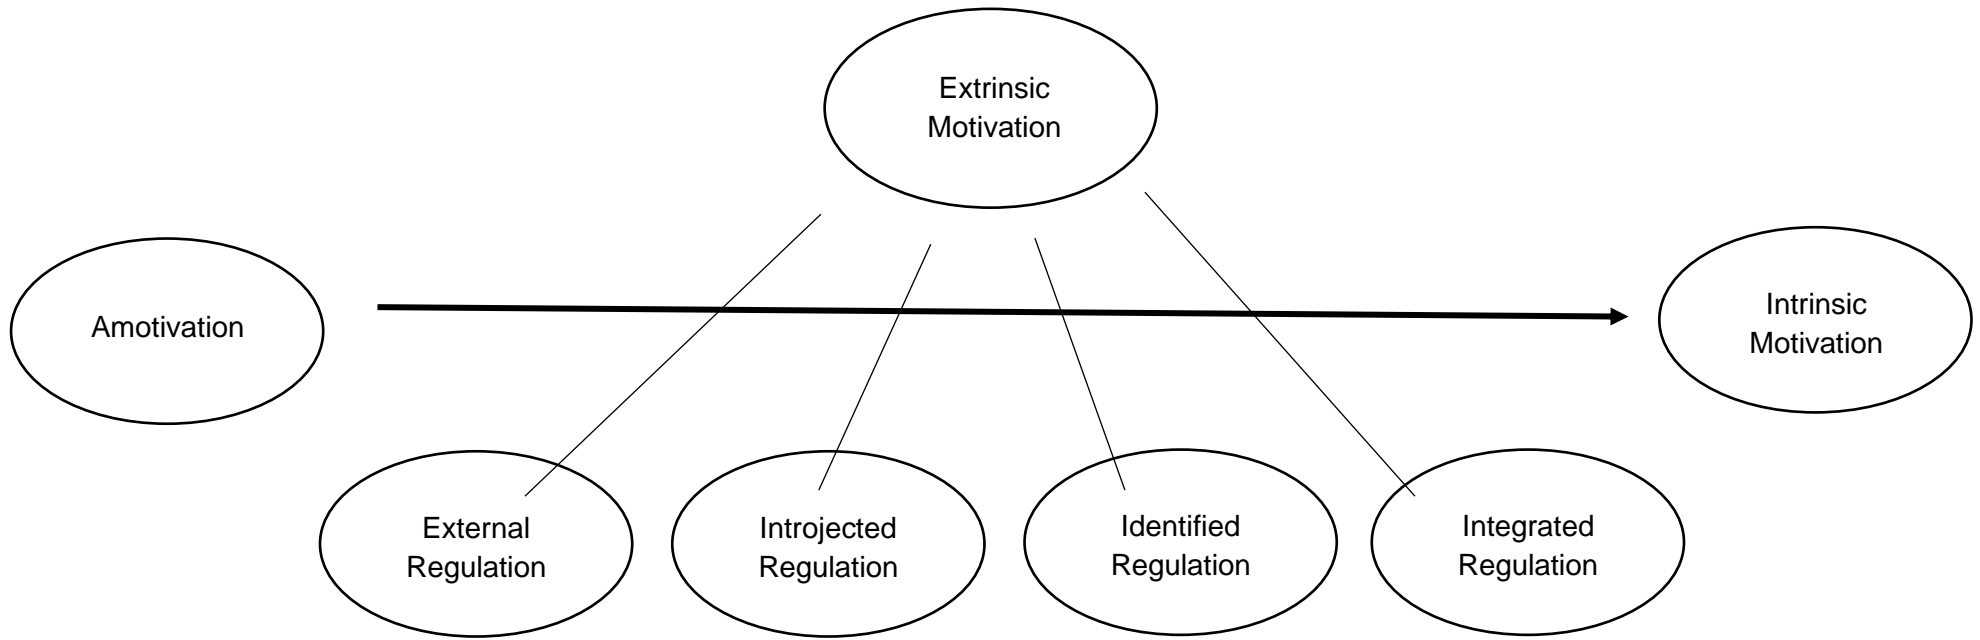 Extrinsic
Motivation
Amotivation
Intrinsic
Motivation
External
Regulation
Introjected
Regulation
Identified
Regulation
Integrated
Regulation